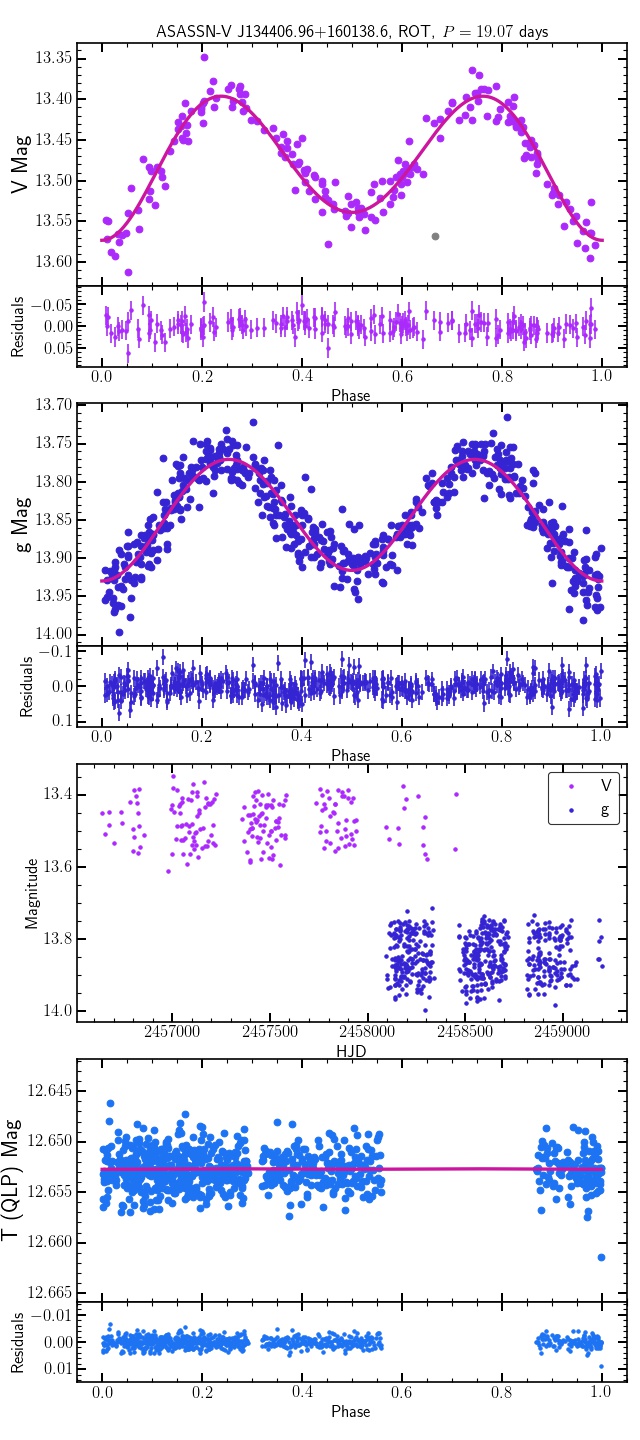 ASASSN-V J134406.96+160138.6, ROT, P = 19.07 days
V Mag
13.35
13.40
13.45
13.50
13.55
13.60
Residuals
−0.05
0.00
0.05
0.0 0.2 0.4 0.6 0.8 1.0
Phase
g Mag
13.70
13.75
13.80
13.85
13.90
13.95
14.00
Residuals
−0.1
0.0
0.1
0.0 0.2 0.4 0.6 0.8 1.0
Phase
Magnitude
13.4
13.6
13.8
14.0
V
g
2457000 2457500 2458000 2458500 2459000
HJD
T (QLP) Mag
12.645
12.650
12.655
12.660
12.665
Residuals
−0.01
0.00
0.01
0.0 0.2 0.4 0.6 0.8 1.0
Phase